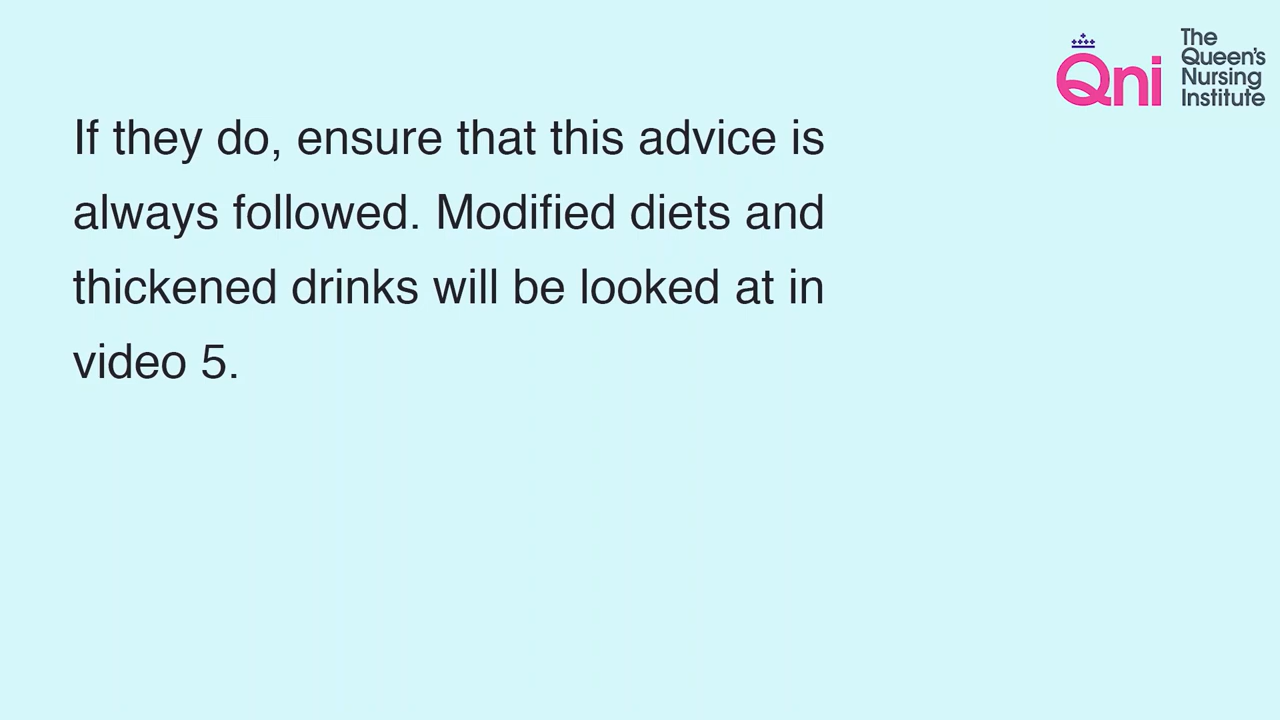 Qni
The
Queen's
Nursing
Institute
If they do, ensure that this advice is
always followed. Modified diets and
thickened drinks will be looked at in
video 5.